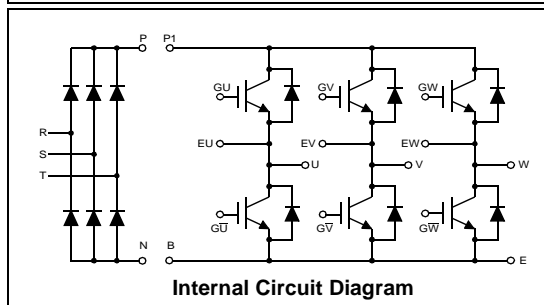 P P1
GU GV GW
R
EU EV EW
S
U V W
T
GU̅ GV̅ GW̅
N B E
Internal Circuit Diagram